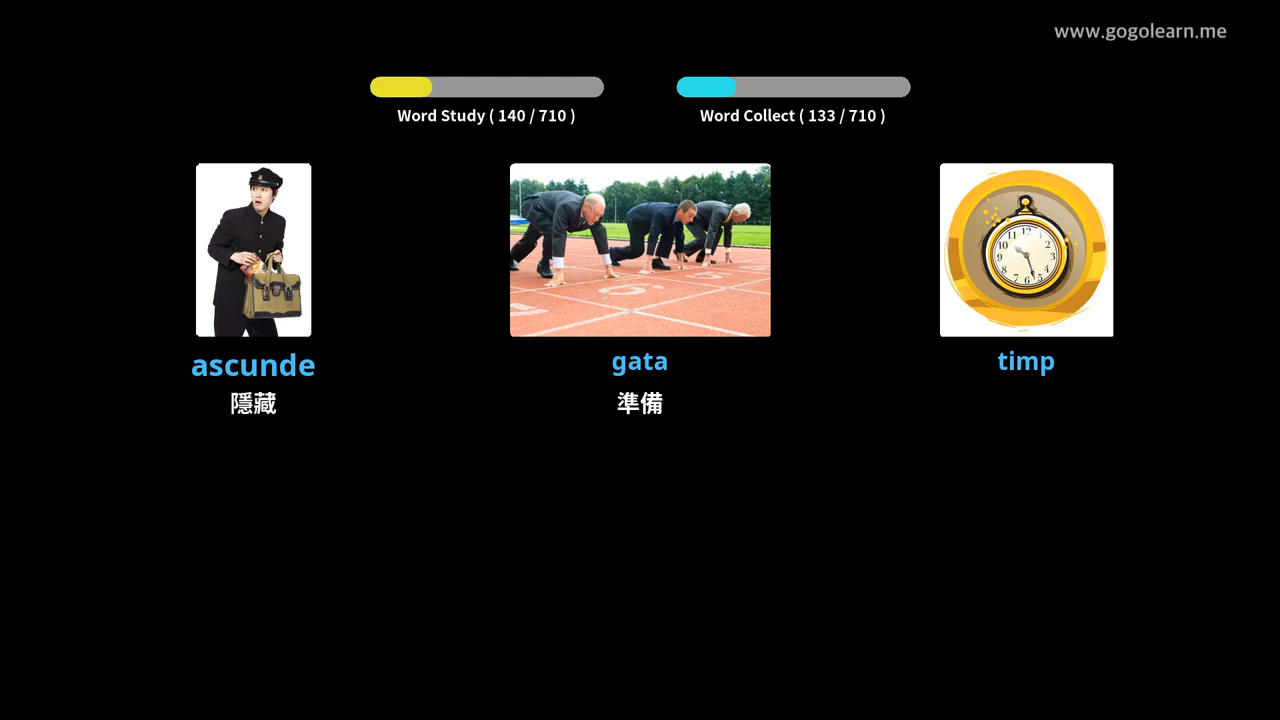 www.gogolearn.me
Word Study ( 140 / 710 )
Word Collect ( 133 / 710 )
ascunde
隱藏
gata
準備
timp